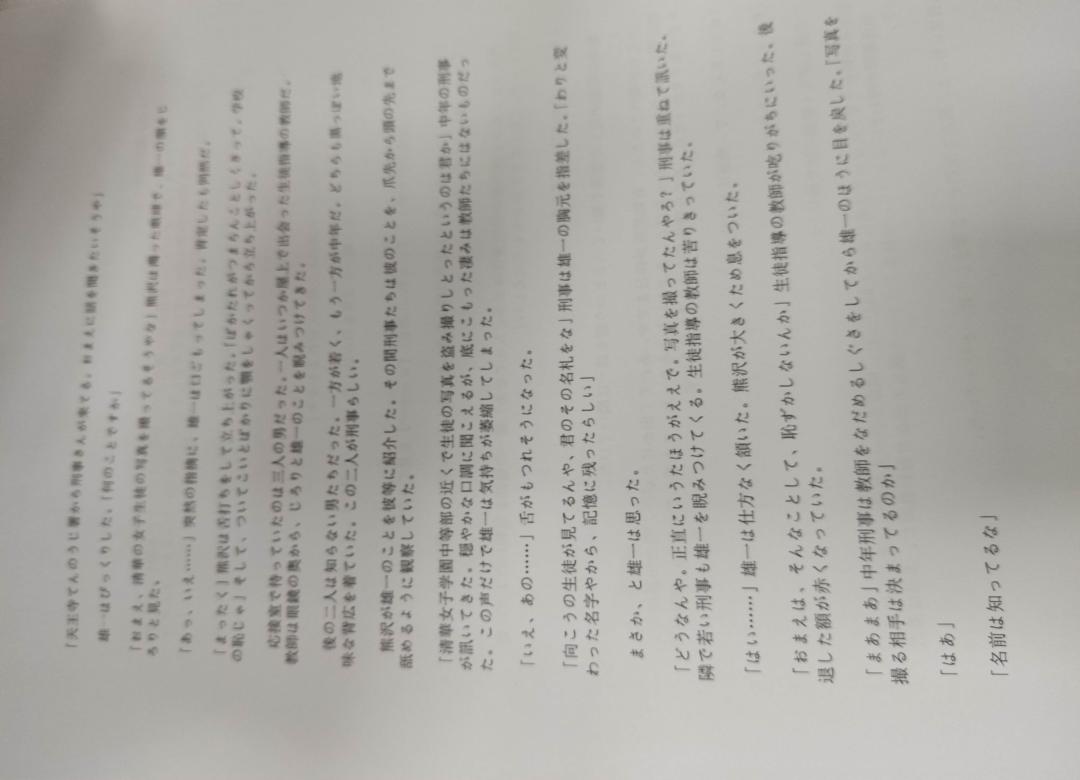 「天王寺てんのうじ署から刑事さんが来てる。おまえに話を聞きたいそうや」
雄一はびっくりした。「何のことですか」
「おまえ、清華の女子生徒の写真を撮ってるそうやな」熊沢は濁った眼球で、雄一の顔をじ
ろりと見た。
「あっ、いえ……」突然の指摘に、雄一は口ごもってしまった。肯定したも同然だ。
「まったく」熊沢は舌打ちをして立ち上がった。「ばかたれがつまらんことしくさって。学校
の恥じゃ」そして、ついてこいとばかりに顎をしゃくってから立ち上がった。
応接室で待っていたのは三人の男だった。一人はいつか屋上で出会った生徒指導の教師だ。
教師は眼鏡の奥から、じろりと雄一のことを睨みつけてきた。
後の二人は知らない男たちだった。一方が若く、もう一方が中年だ。どちらも黒っぽい地
味な背広を着ていた。この二人が刑事らしい。
熊沢が雄一のことを彼等に紹介した。その間刑事たちは彼のことを、爪先から頭の先まで
舐めるように観察していた。
「清華女子学園中等部の近くで生徒の写真を盗み撮りしとったというのは君か」中年の刑事
が訊いてきた。穏やかな口調に聞こえるが、底にこもった凄みは教師たちにはないものだっ
た。この声だけで雄一は気持ちが萎縮してしまった。
「いえ、あの……」舌がもつれそうになった。
「向こうの生徒が見てるんや、君のその名札をな」刑事は雄一の胸元を指差した。「わりと変
わった名字やから、記憶に残ったらしい」
まさか、と雄一は思った。
「どうなんや。正直にいうたほうがええで。写真を撮ってたんやろ？」刑事は重ねて訊いた。
隣で若い刑事も雄一を睨みつけてくる。生徒指導の教師は苦りきっていた。
「はい……」雄一は仕方なく頷いた。熊沢が大きくため息をついた。
「おまえは、そんなことして、恥ずかしないんか」生徒指導の教師が吃りがちにいった。後
退した額が赤くなっていた。
「まあまあ」中年刑事は教師をなだめるしぐさをしてから雄一のほうに目を戻した。「写真を
撮る相手は決まってるのか」
「はあ」
「名前は知ってるな」